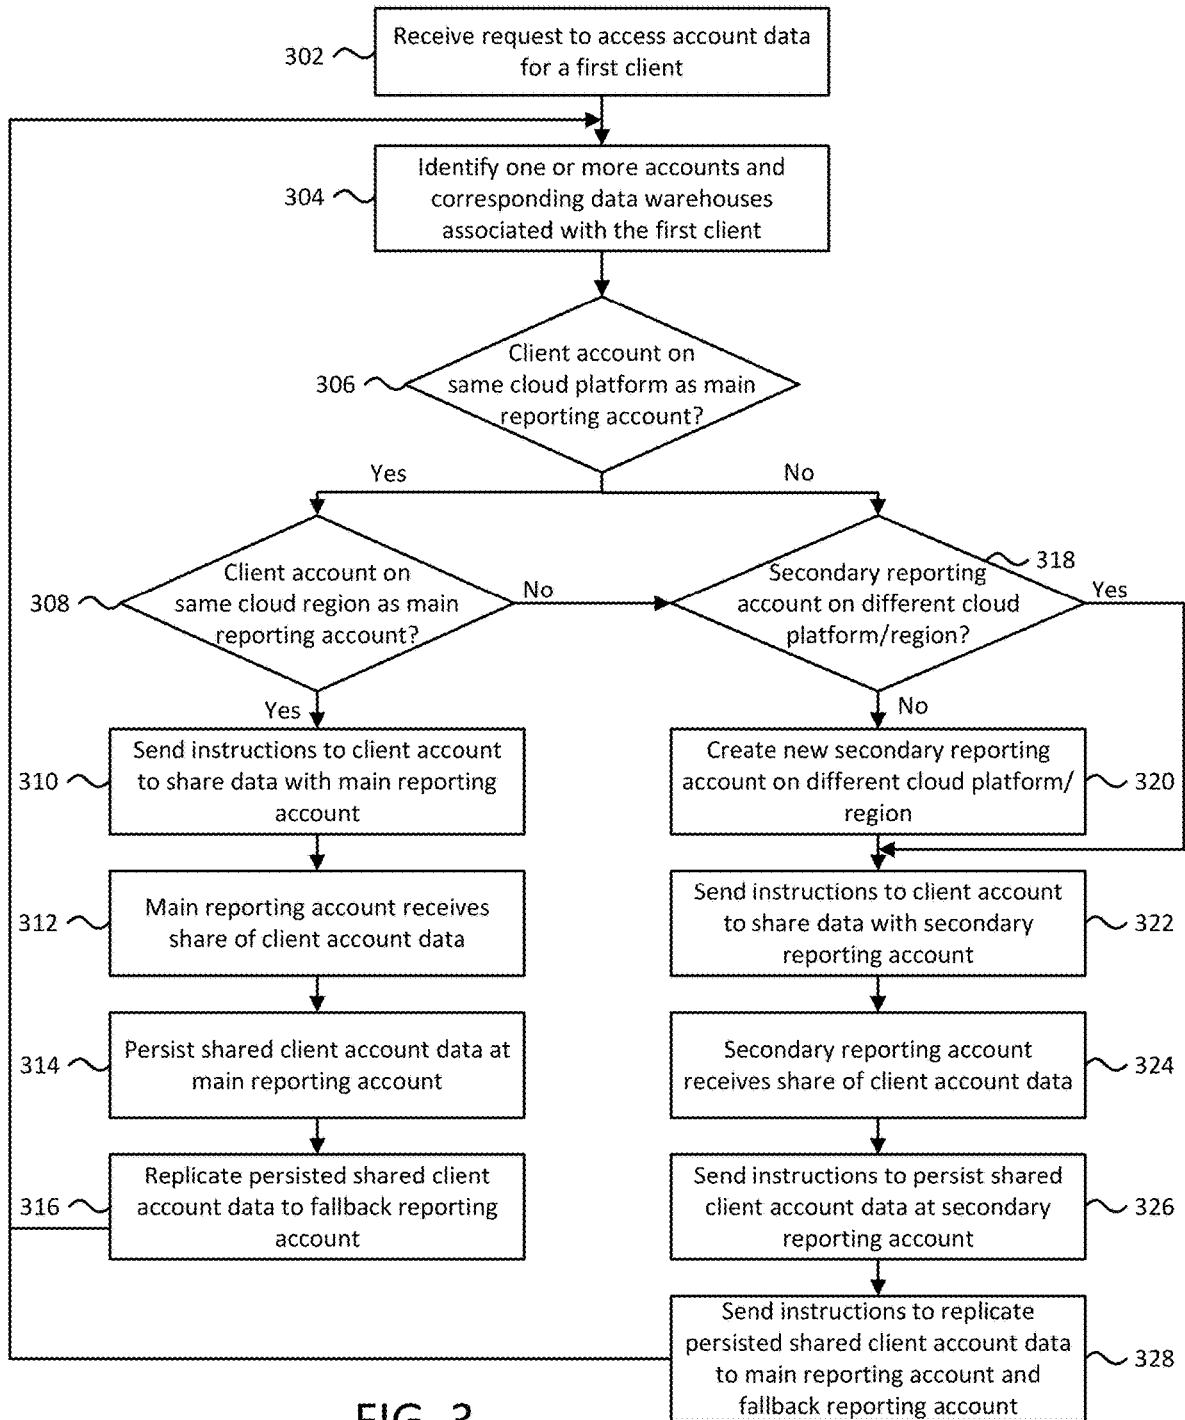 Receive request to access account data
for a first client
302
Identify one or more accounts and
corresponding data warehouses
associated with the first client
304
Client account on
same cloud platform as main
reporting account?
306
Yes
No
Client account on
same cloud region as main
reporting account?
308
No
Secondary reporting
account on different cloud
platform/region?
318
Yes
Yes
No
Send instructions to client account
to share data with main reporting
account
310
Create new secondary reporting
account on different cloud platform/
region
320
Main reporting account receives
share of client account data
312
Send instructions to client account
to share data with secondary
reporting account
322
Persist shared client account data at
main reporting account
314
Secondary reporting account
receives share of client account data
324
Replicate persisted shared client
account data to fallback reporting
account
316
Send instructions to persist shared
client account data at secondary
reporting account
326
Send instructions to replicate
persisted shared client account data
to main reporting account and
fallback reporting account
328
FIG. 3